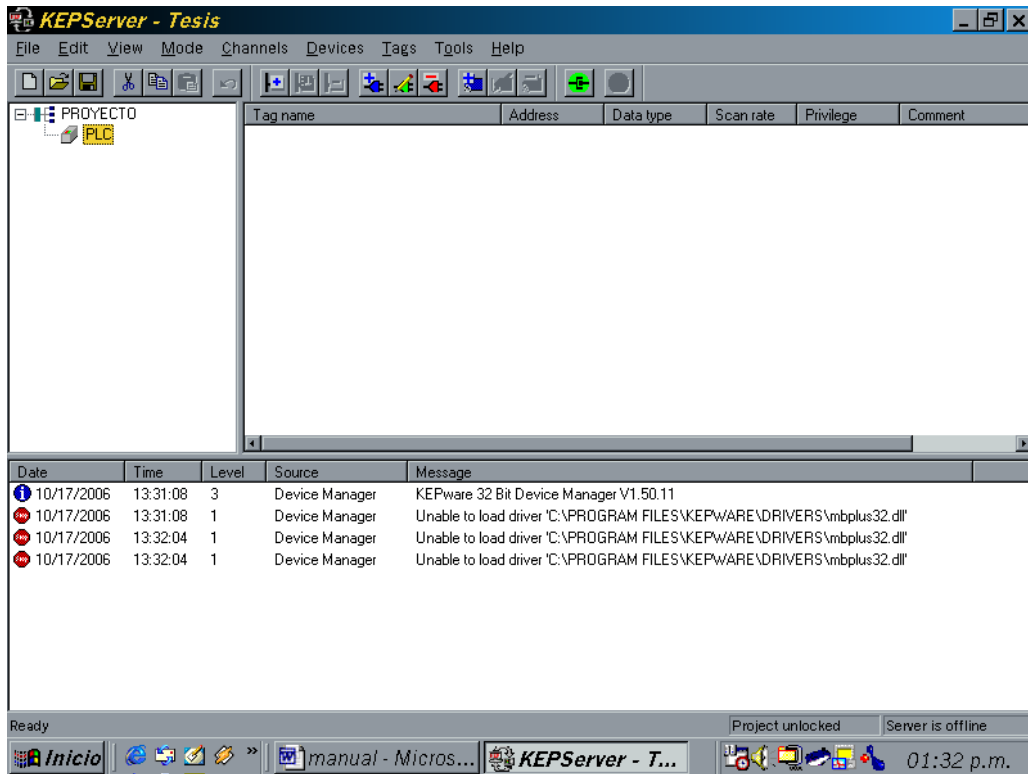 KEPServer - Tesis
File Edit View Mode Channels Devices Tags Tools Help
PROYECTO
PLC
Tag name Address Data type Scan rate Privilege Comment
Date Time Level Source Message
10/17/2006 13:31:08 3 Device Manager KEPware 32 Bit Device Manager V1.50.11
10/17/2006 13:31:08 1 Device Manager Unable to load driver 'C:\PROGRAM FILES\KEPWARE\DRIVERS\mbplus32.dll'
10/17/2006 13:32:04 1 Device Manager Unable to load driver 'C:\PROGRAM FILES\KEPWARE\DRIVERS\mbplus32.dll'
10/17/2006 13:32:04 1 Device Manager Unable to load driver 'C:\PROGRAM FILES\KEPWARE\DRIVERS\mbplus32.dll'
Ready Project unlocked Server is offline
Inicio » manual - Micros... KEPServer - T... 01:32 p.m.